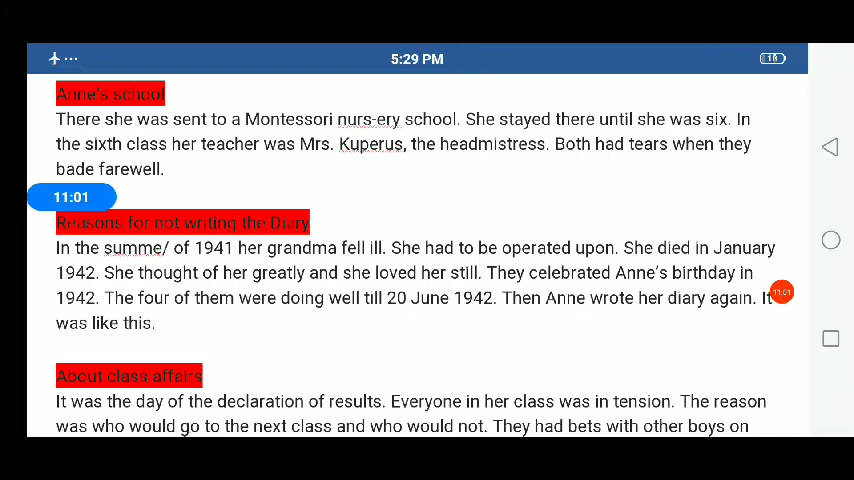 5:29 PM
18
Anne's school
There she was sent to a Montessori nurs-ery school. She stayed there until she was six. In
the sixth class her teacher was Mrs. Kuperus, the headmistress. Both had tears when they
bade farewell.
11:01
Reasons for not writing the Diary
In the summe/ of 1941 her grandma fell ill. She had to be operated upon. She died in January
1942. She thought of her greatly and she loved her still. They celebrated Anne's birthday in
1942. The four of them were doing well till 20 June 1942. Then Anne wrote her diary again. It
11:01
was like this.
About class affairs
It was the day of the declaration of results. Everyone in her class was in tension. The reason
was who would go to the next class and who would not. They had bets with other boys on